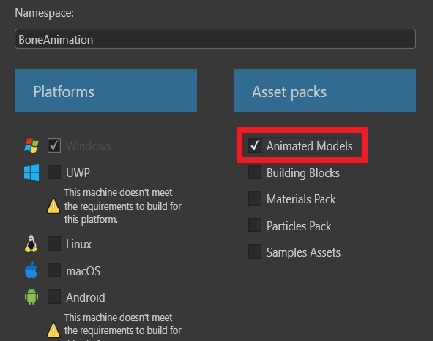 Namespace:
BoneAnimation
Platforms
Windows
UWP
This machine doesn't meet
the requirements to build for
this platform.
Linux
macOS
Android
This machine doesn't meet
the requirements to build for
Asset packs
Animated Models
Building Blocks
Materials Pack
Particles Pack
Samples Assets